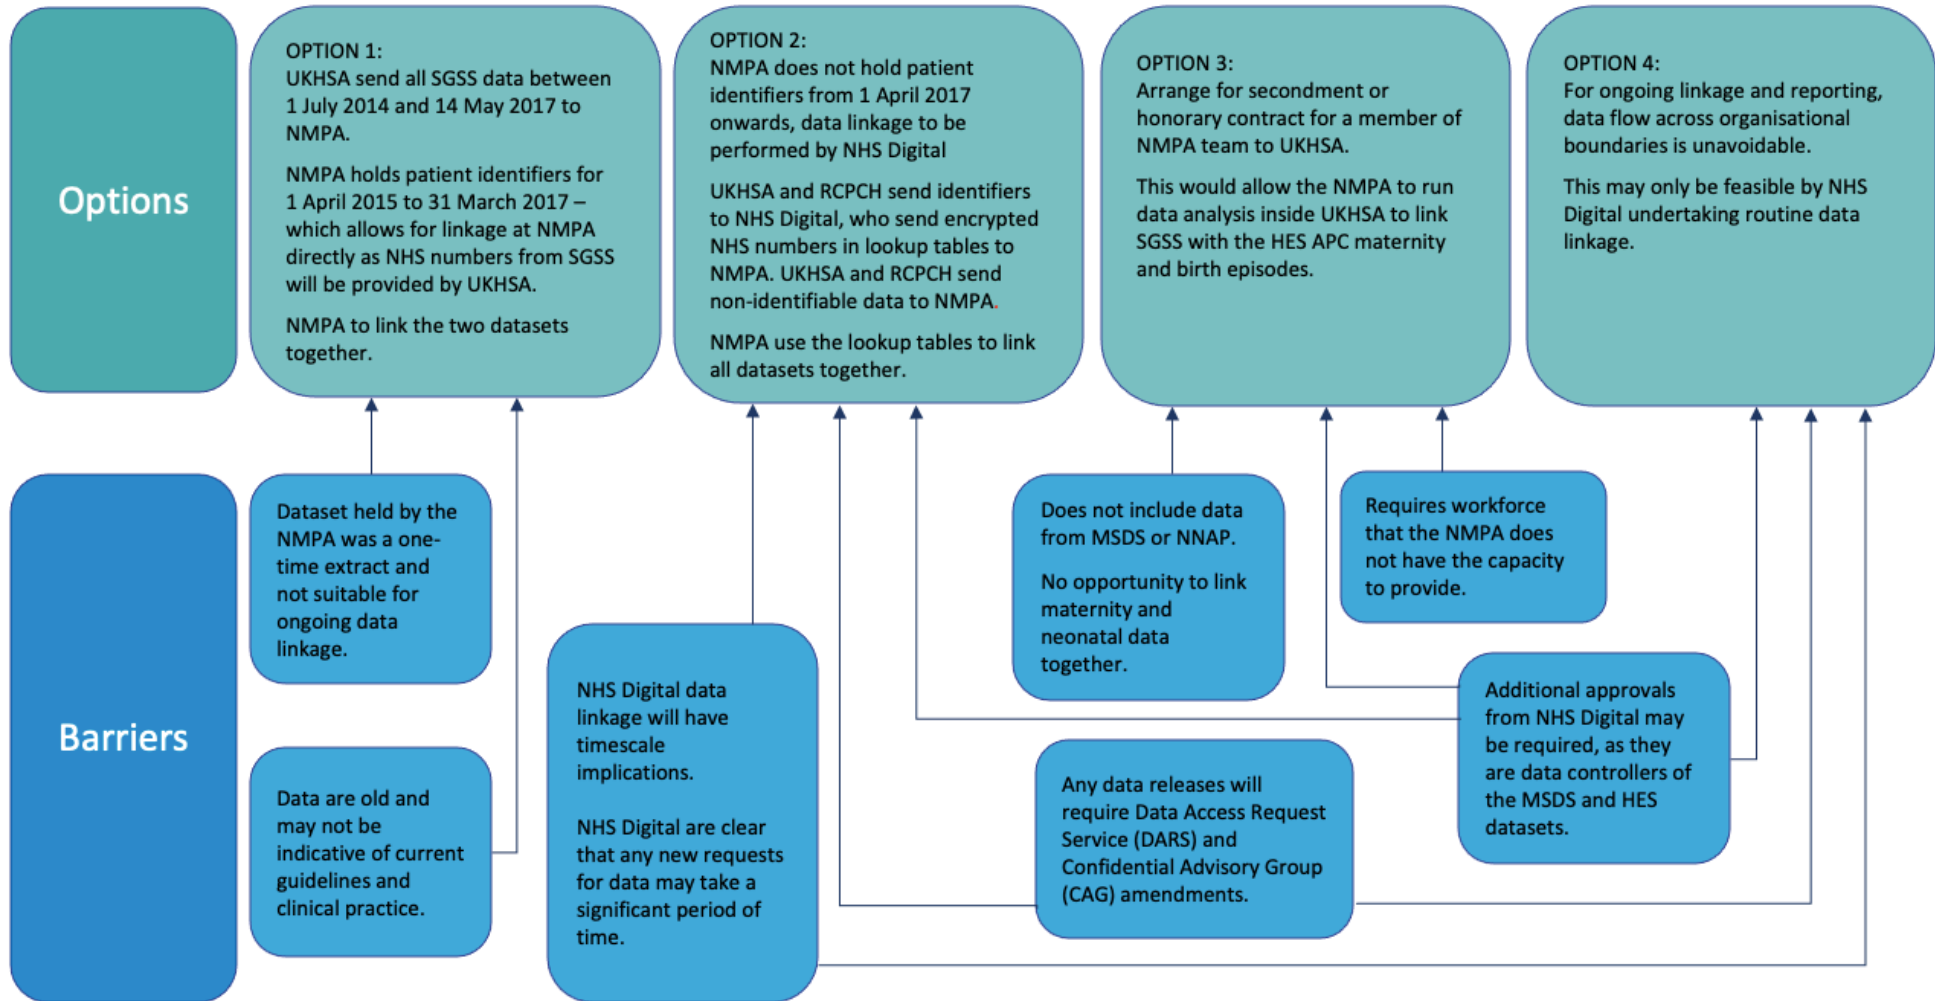 Options
OPTION 1:
UKHSA send all SGSS data between
1 July 2014 and 14 May 2017 to
NMPA.
NMPA holds patient identifiers for
1 April 2015 to 31 March 2017 –
which allows for linkage at NMPA
directly as NHS numbers from SGSS
will be provided by UKHSA.
NMPA to link the two datasets
together.
OPTION 2:
NMPA does not hold patient
identifiers from 1 April 2017
onwards, data linkage to be
performed by NHS Digital
UKHSA and RCPCH send identifiers
to NHS Digital, who send encrypted
NHS numbers in lookup tables to
NMPA. UKHSA and RCPCH send
non-identifiable data to NMPA.
NMPA use the lookup tables to link
all datasets together.
OPTION 3:
Arrange for secondment or
honorary contract for a member of
NMPA team to UKHSA.
This would allow the NMPA to run
data analysis inside UKHSA to link
SGSS with the HES APC maternity
and birth episodes.
OPTION 4:
For ongoing linkage and reporting,
data flow across organisational
boundaries is unavoidable.
This may only be feasible by NHS
Digital undertaking routine data
linkage.
Barriers
Dataset held by the
NMPA was a one-
time extract and
not suitable for
ongoing data
linkage.
Data are old and
may not be
indicative of current
guidelines and
clinical practice.
NHS Digital data
linkage will have
timescale
implications.
NHS Digital are clear
that any new requests
for data may take a
significant period of
time.
Does not include data
from MSDS or NNAP.
No opportunity to link
maternity and
neonatal data
together.
Any data releases will
require Data Access Request
Service (DARS) and
Confidential Advisory Group
(CAG) amendments.
Requires workforce
that the NMPA does
not have the capacity
to provide.
Additional approvals
from NHS Digital may
be required, as they
are data controllers of
the MSDS and HES
datasets.